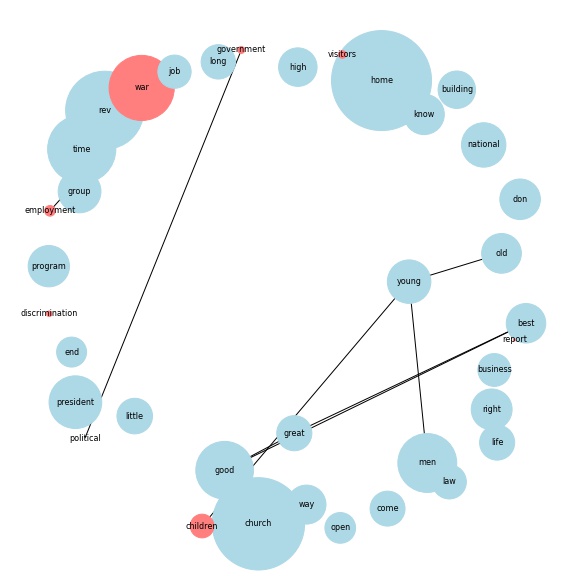 government
long
high
visitors
home
job
war
building
rev
know
time
national
group
don
employment
old
program
young
discrimination
best
report
end
business
president
right
little
great
political
life
men
good
law
way
come
children
church
open